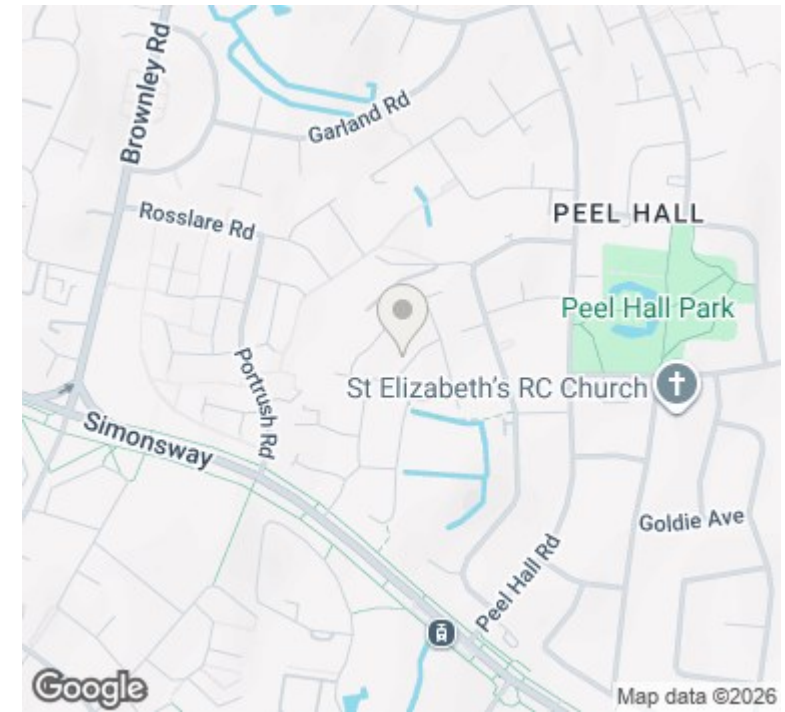 Brownley Rd
Garland Rd
Rosslare Rd
PEEL HALL
Peel Hall Park
Portrush Rd
St Elizabeth's RC Church
Simonsway
Goldie Ave
Peel Hall Rd
Google
Map data ©2026